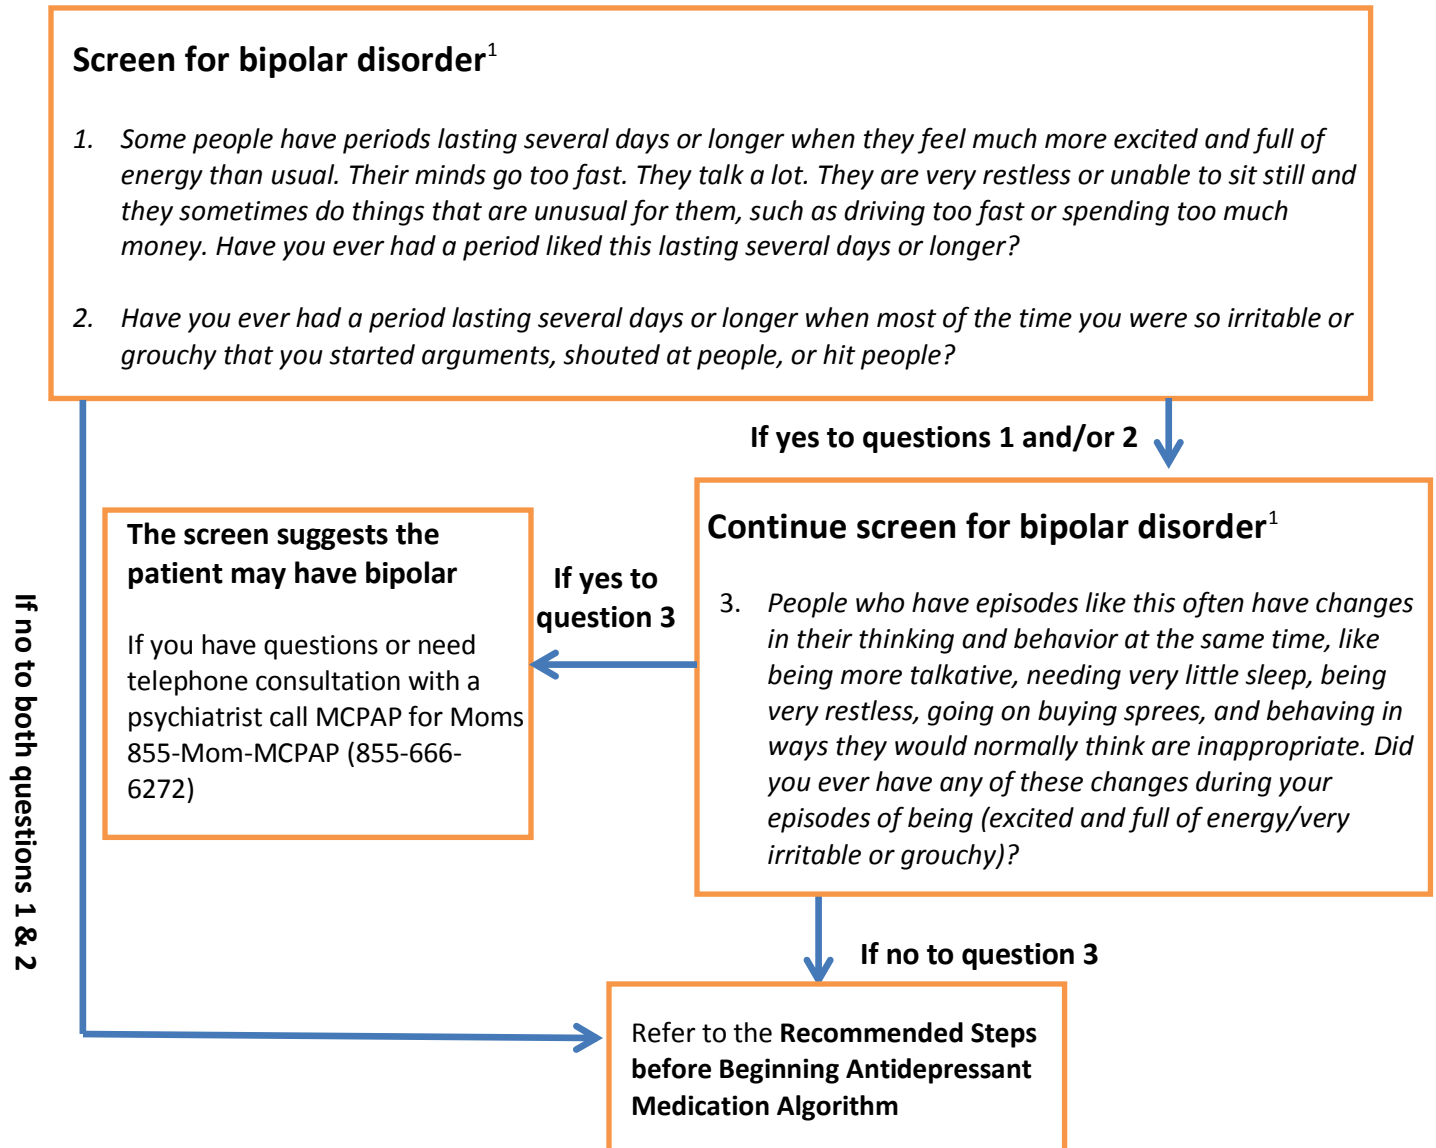 Screen for bipolar disorder1
1. Some people have periods lasting several days or longer when they feel much more excited and full of
energy than usual. Their minds go too fast. They talk a lot. They are very restless or unable to sit still and
they sometimes do things that are unusual for them, such as driving too fast or spending too much
money. Have you ever had a period liked this lasting several days or longer?
2. Have you ever had a period lasting several days or longer when most of the time you were so irritable or
grouchy that you started arguments, shouted at people, or hit people?
If yes to questions 1 and/or 2
Continue screen for bipolar disorder1
3. People who have episodes like this often have changes
in their thinking and behavior at the same time, like
being more talkative, needing very little sleep, being
very restless, going on buying sprees, and behaving in
ways they would normally think are inappropriate. Did
you ever have any of these changes during your
episodes of being (excited and full of energy/very
irritable or grouchy)?
If yes to
question 3
The screen suggests the
patient may have bipolar
If you have questions or need
telephone consultation with a
psychiatrist call MCPAP for Moms
855-Mom-MCPAP (855-666-
6272)
If no to both questions 1 & 2
If no to question 3
Refer to the Recommended Steps
before Beginning Antidepressant
Medication Algorithm